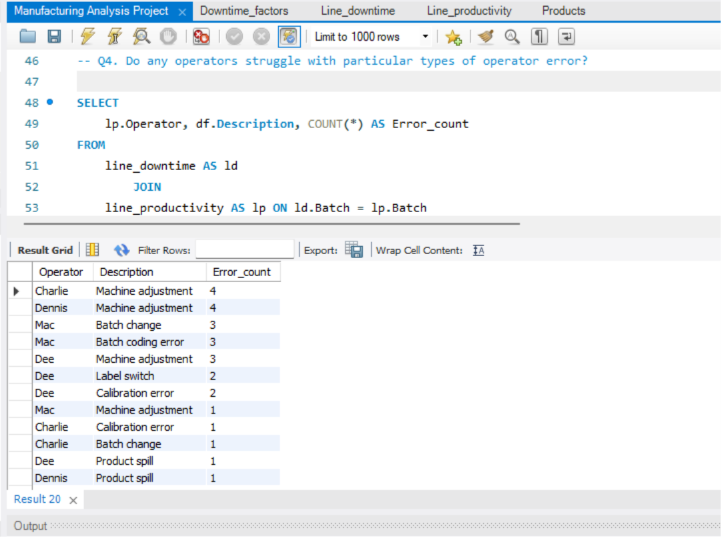 Manufacturing Analysis Project × Downtime_factors Line_downtime Line_productivity Products
Limit to 1000 rows
46 -- Q4. Do any operators struggle with particular types of operator error?
47
48 SELECT
49 lp.Operator, df.Description, COUNT(*) AS Error_count
50 FROM
51 line_downtime AS ld
52 JOIN
53 line_productivity AS lp ON ld.Batch = lp.Batch
Result Grid Filter Rows: Export: Wrap Cell Content: IA
Operator Description Error_count
Charlie Machine adjustment 4
Dennis Machine adjustment 4
Mac Batch change 3
Mac Batch coding error 3
Dee Machine adjustment 3
Dee Label switch 2
Dee Calibration error 2
Mac Machine adjustment 1
Charlie Calibration error 1
Charlie Batch change 1
Dee Product spill 1
Dennis Product spill 1
Result 20 ×
Output